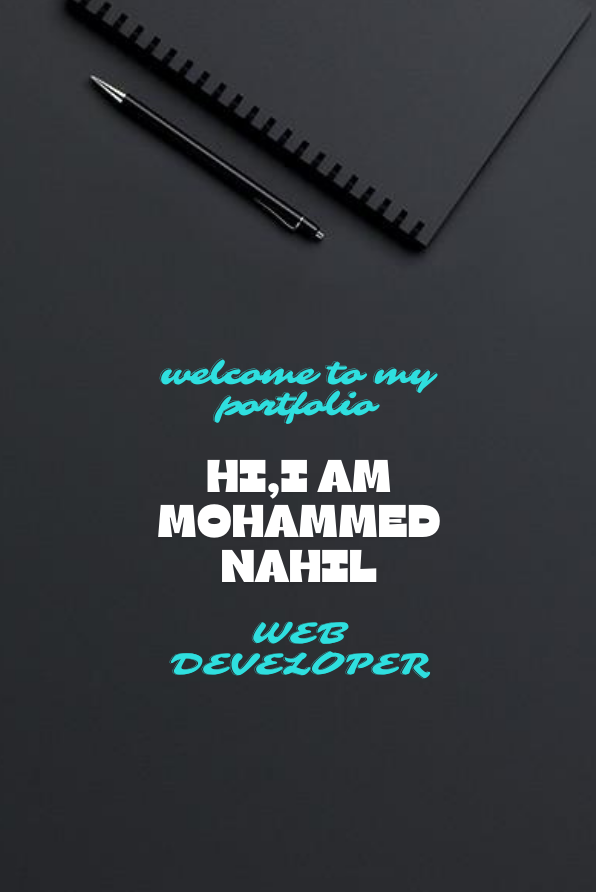 welcome to my
portfolio
HI,I AM
MOHAMMED
NAHIL
WEB
DEVELOPER